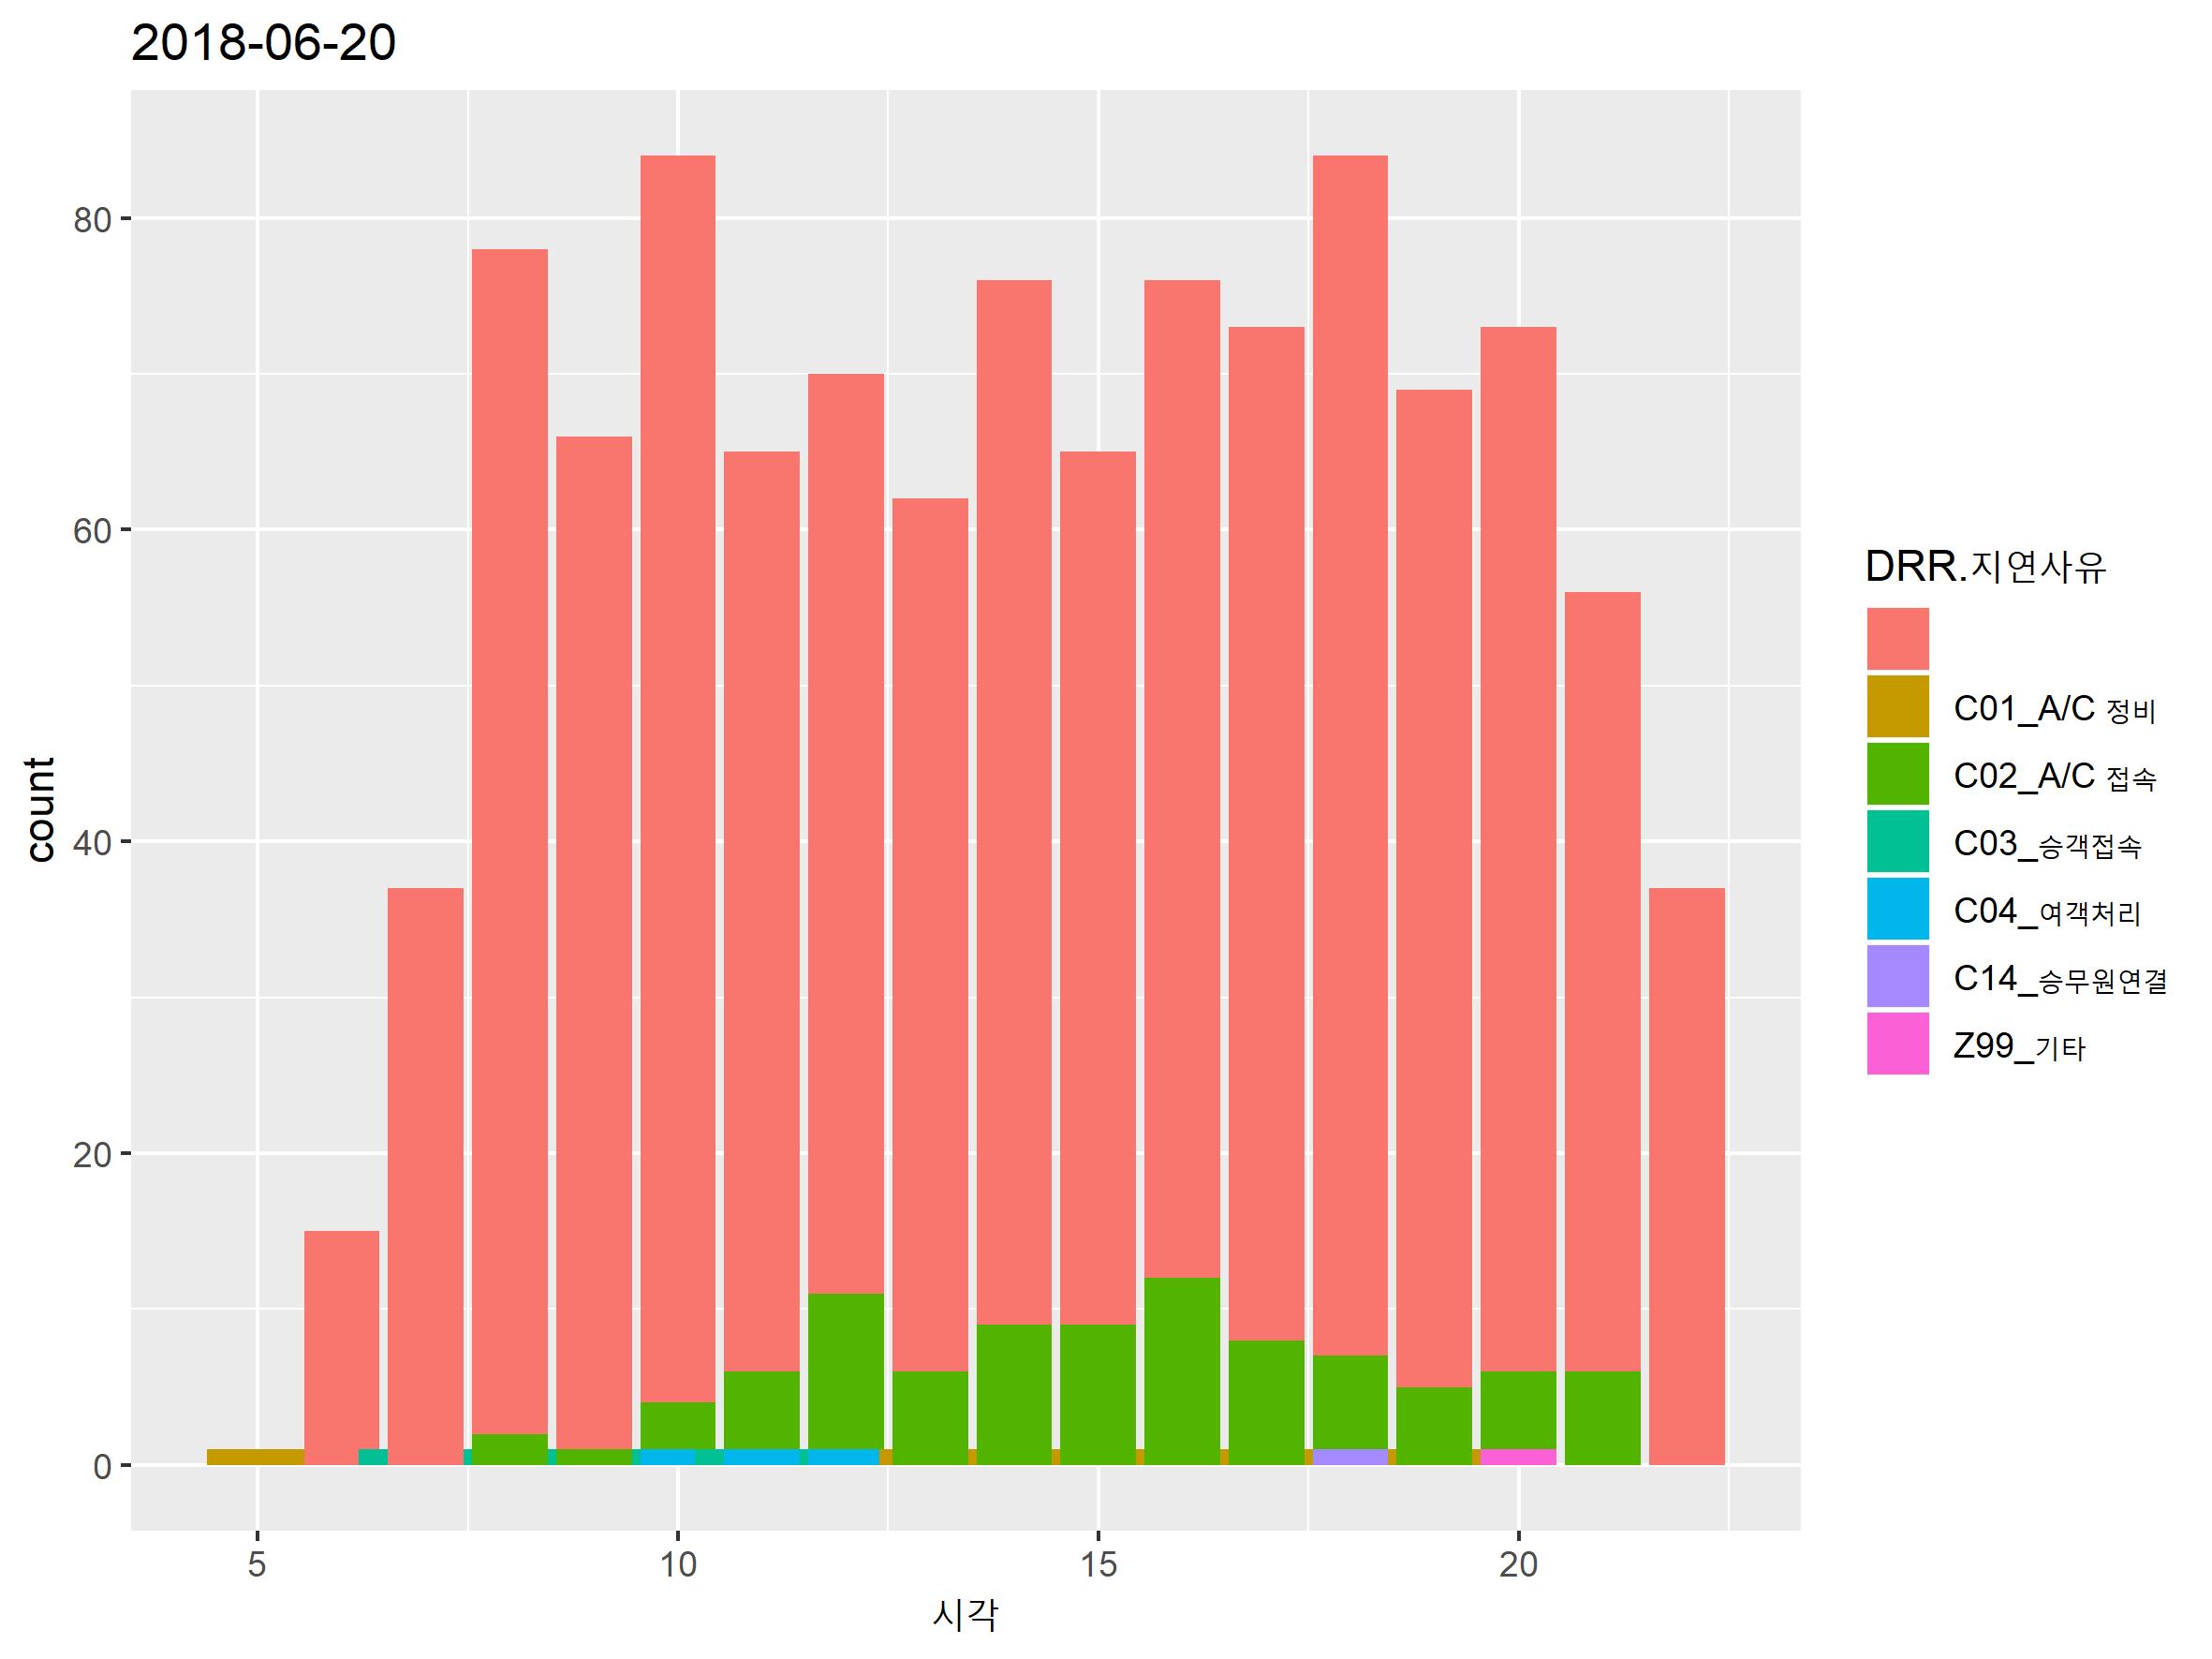 2018-06-20
80
60
40
20
0
count
5 10 15 20
시각
DRR.지연사유
C01_A/C 정비
C02_A/C 접속
C03_승객접속
C04_여객처리
C14_승무원연결
Z99_기타